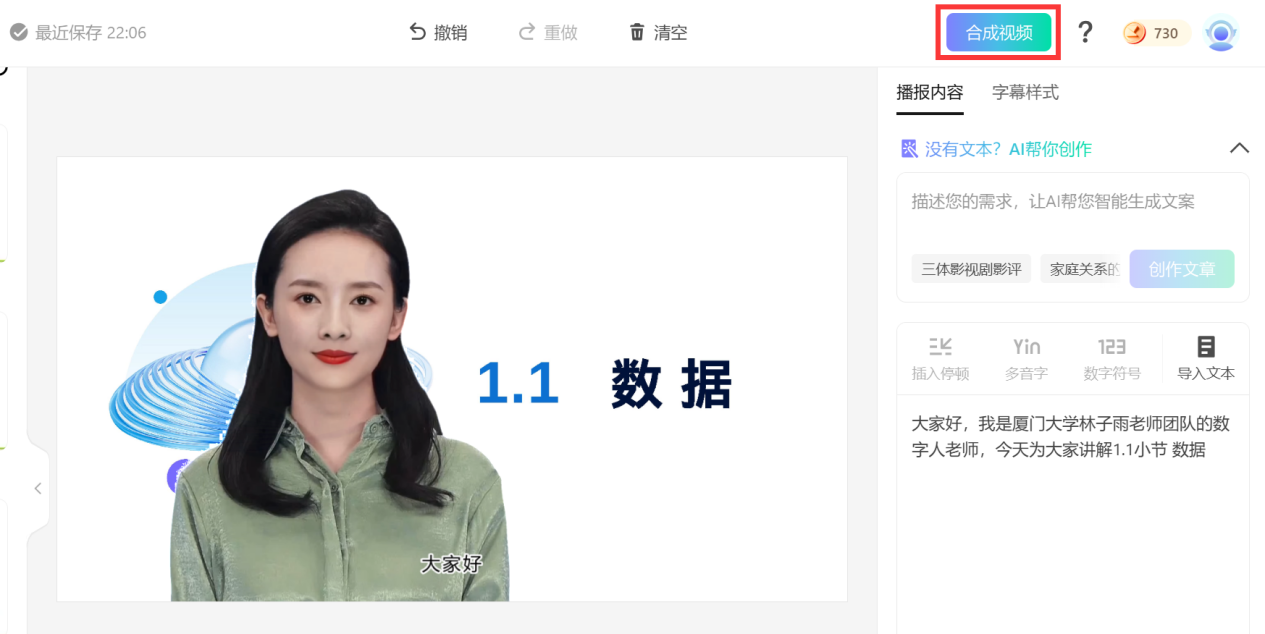 最近保存 22:06
撤销
重做
清空
合成视频
?
730
播报内容
字幕样式
没有文本？AI帮你创作
描述您的需求，让AI帮您智能生成文案
三体影视剧影评
家庭关系的
创作文章
Yin
123
插入停顿
多音字
数字符号
导入文本
大家好，我是厦门大学林子雨老师团队的数
字人老师，今天为大家讲解1.1小节 数据
1.1 数据
大家好